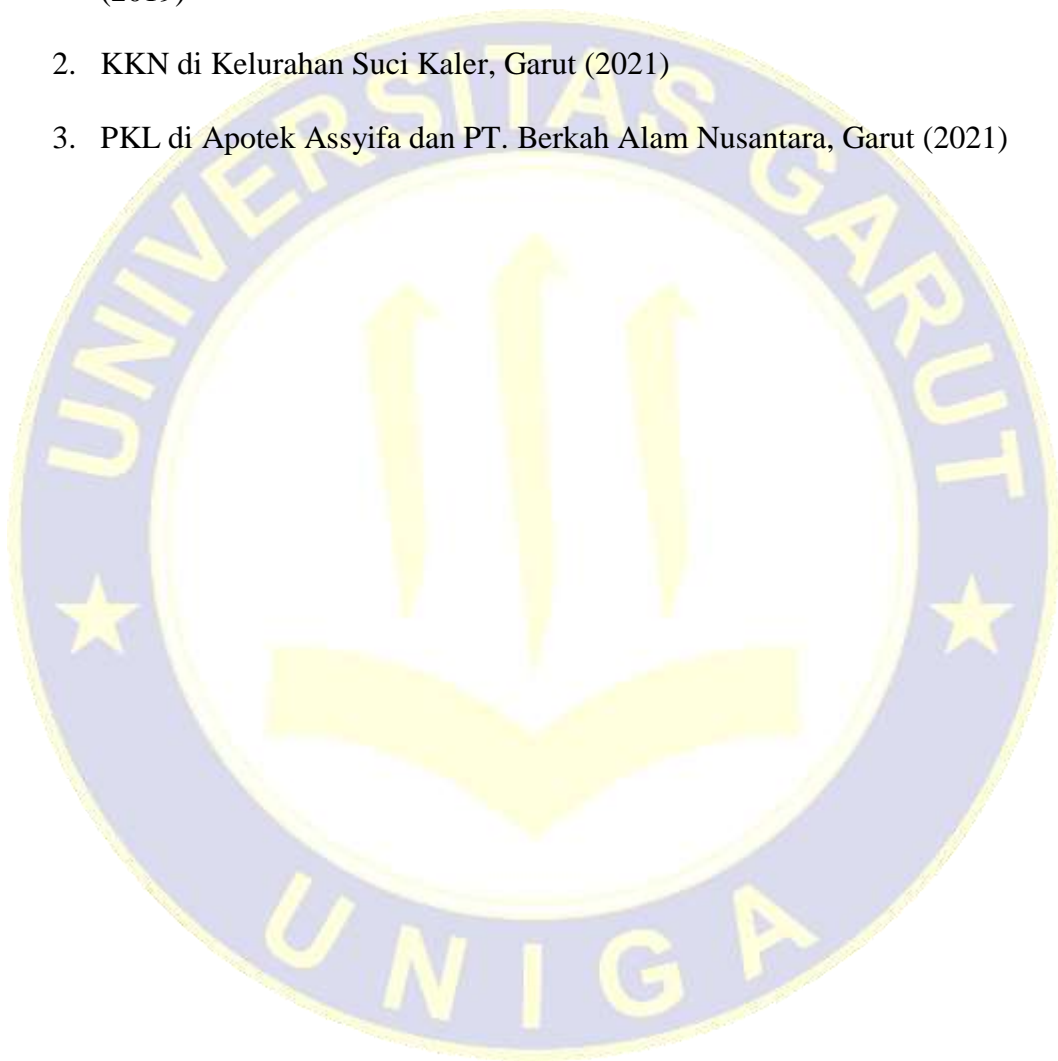 (2019)
2. KKN di Kelurahan Suci Kaler, Garut (2021)
3. PKL di Apotek Assyifa dan PT. Berkah Alam Nusantara, Garut (2021)
UNIVERSITAS GARUT
UNIGA